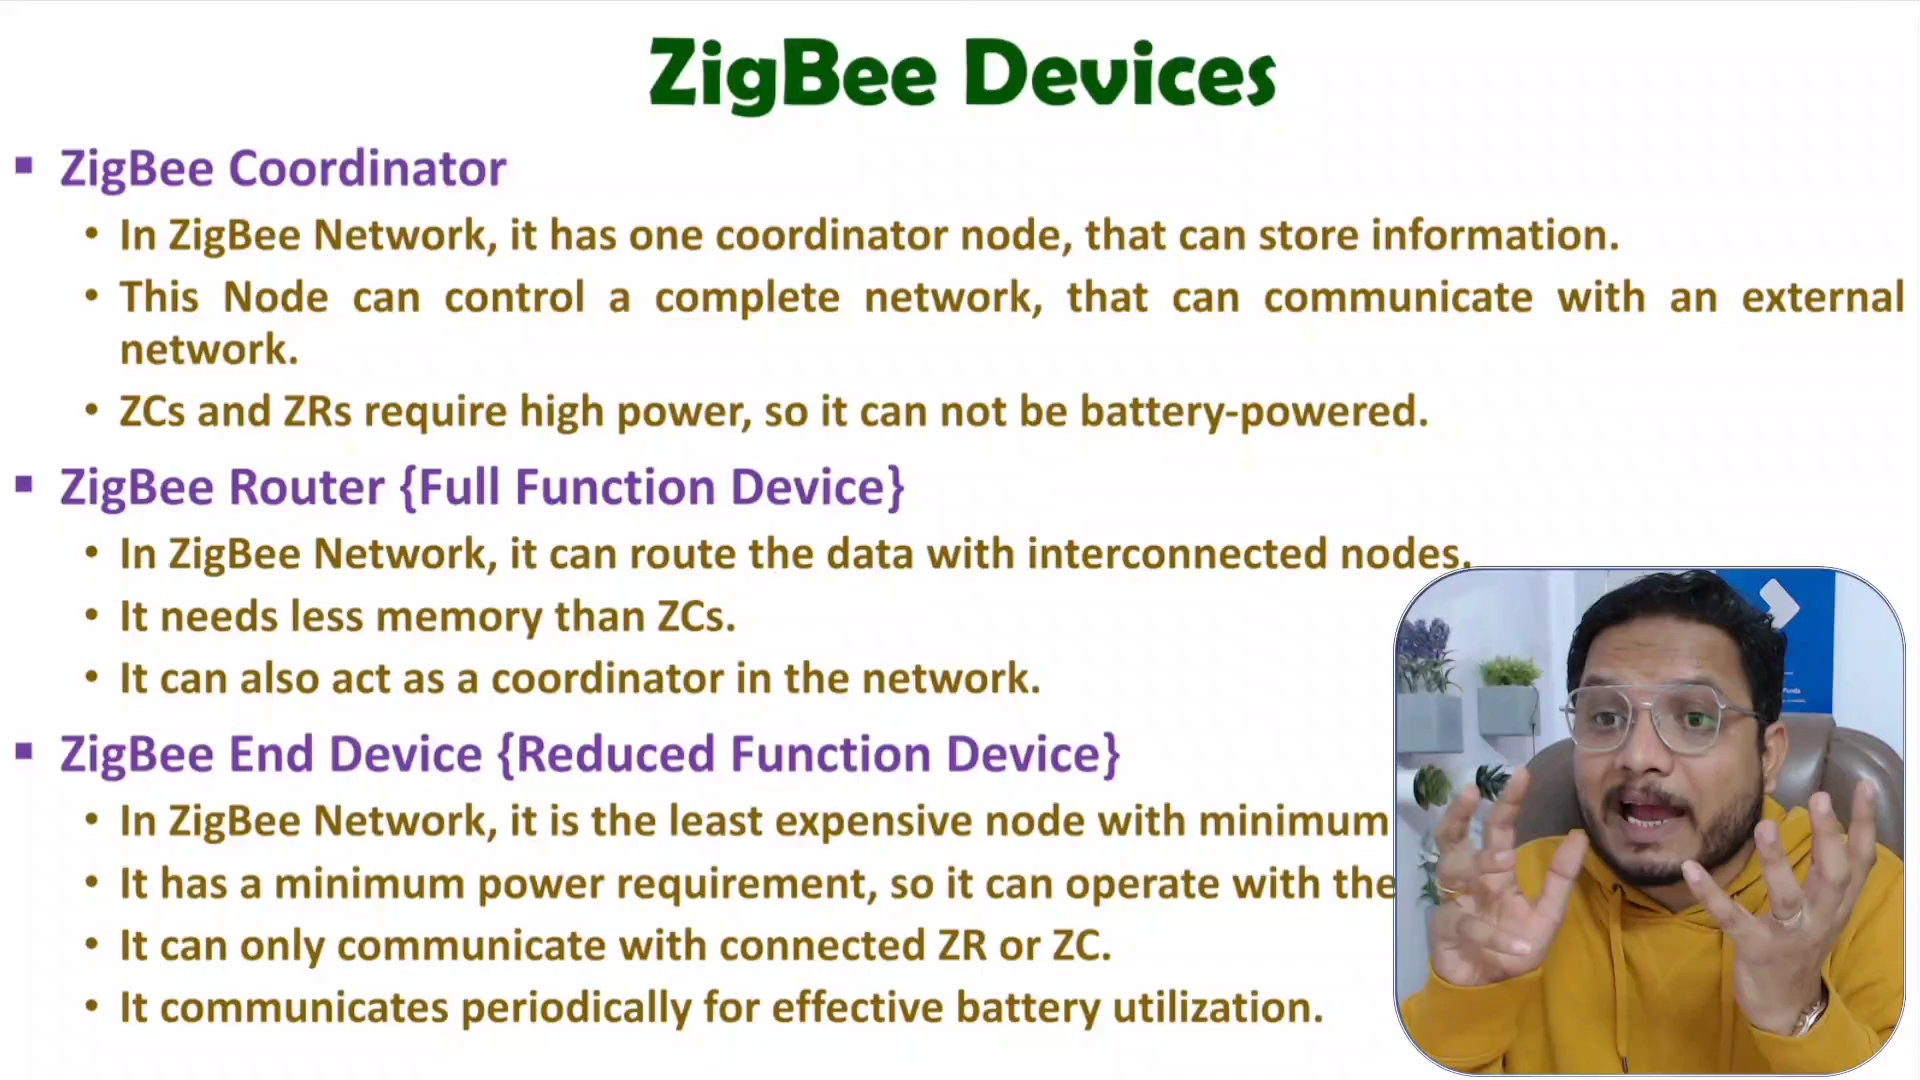 ZigBee Devices
▪ ZigBee Coordinator
• In ZigBee Network, it has one coordinator node, that can store information.
• This Node can control a complete network, that can communicate with an external
network.
• ZCs and ZRs require high power, so it can not be battery-powered.
▪ ZigBee Router {Full Function Device}
• In ZigBee Network, it can route the data with interconnected nodes.
• It needs less memory than ZCs.
• It can also act as a coordinator in the network.
▪ ZigBee End Device {Reduced Function Device}
• In ZigBee Network, it is the least expensive node with minimum
• It has a minimum power requirement, so it can operate with the
• It can only communicate with connected ZR or ZC.
• It communicates periodically for effective battery utilization.